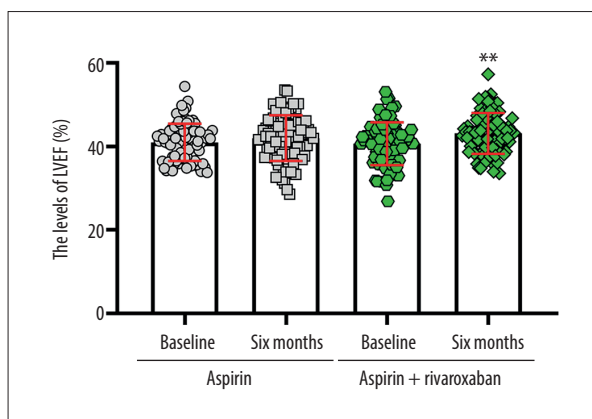 The levels of LVEF (%)
60
40
20
0
**
Baseline
Six months
Baseline
Six months
Aspirin
Aspirin + rivaroxaban